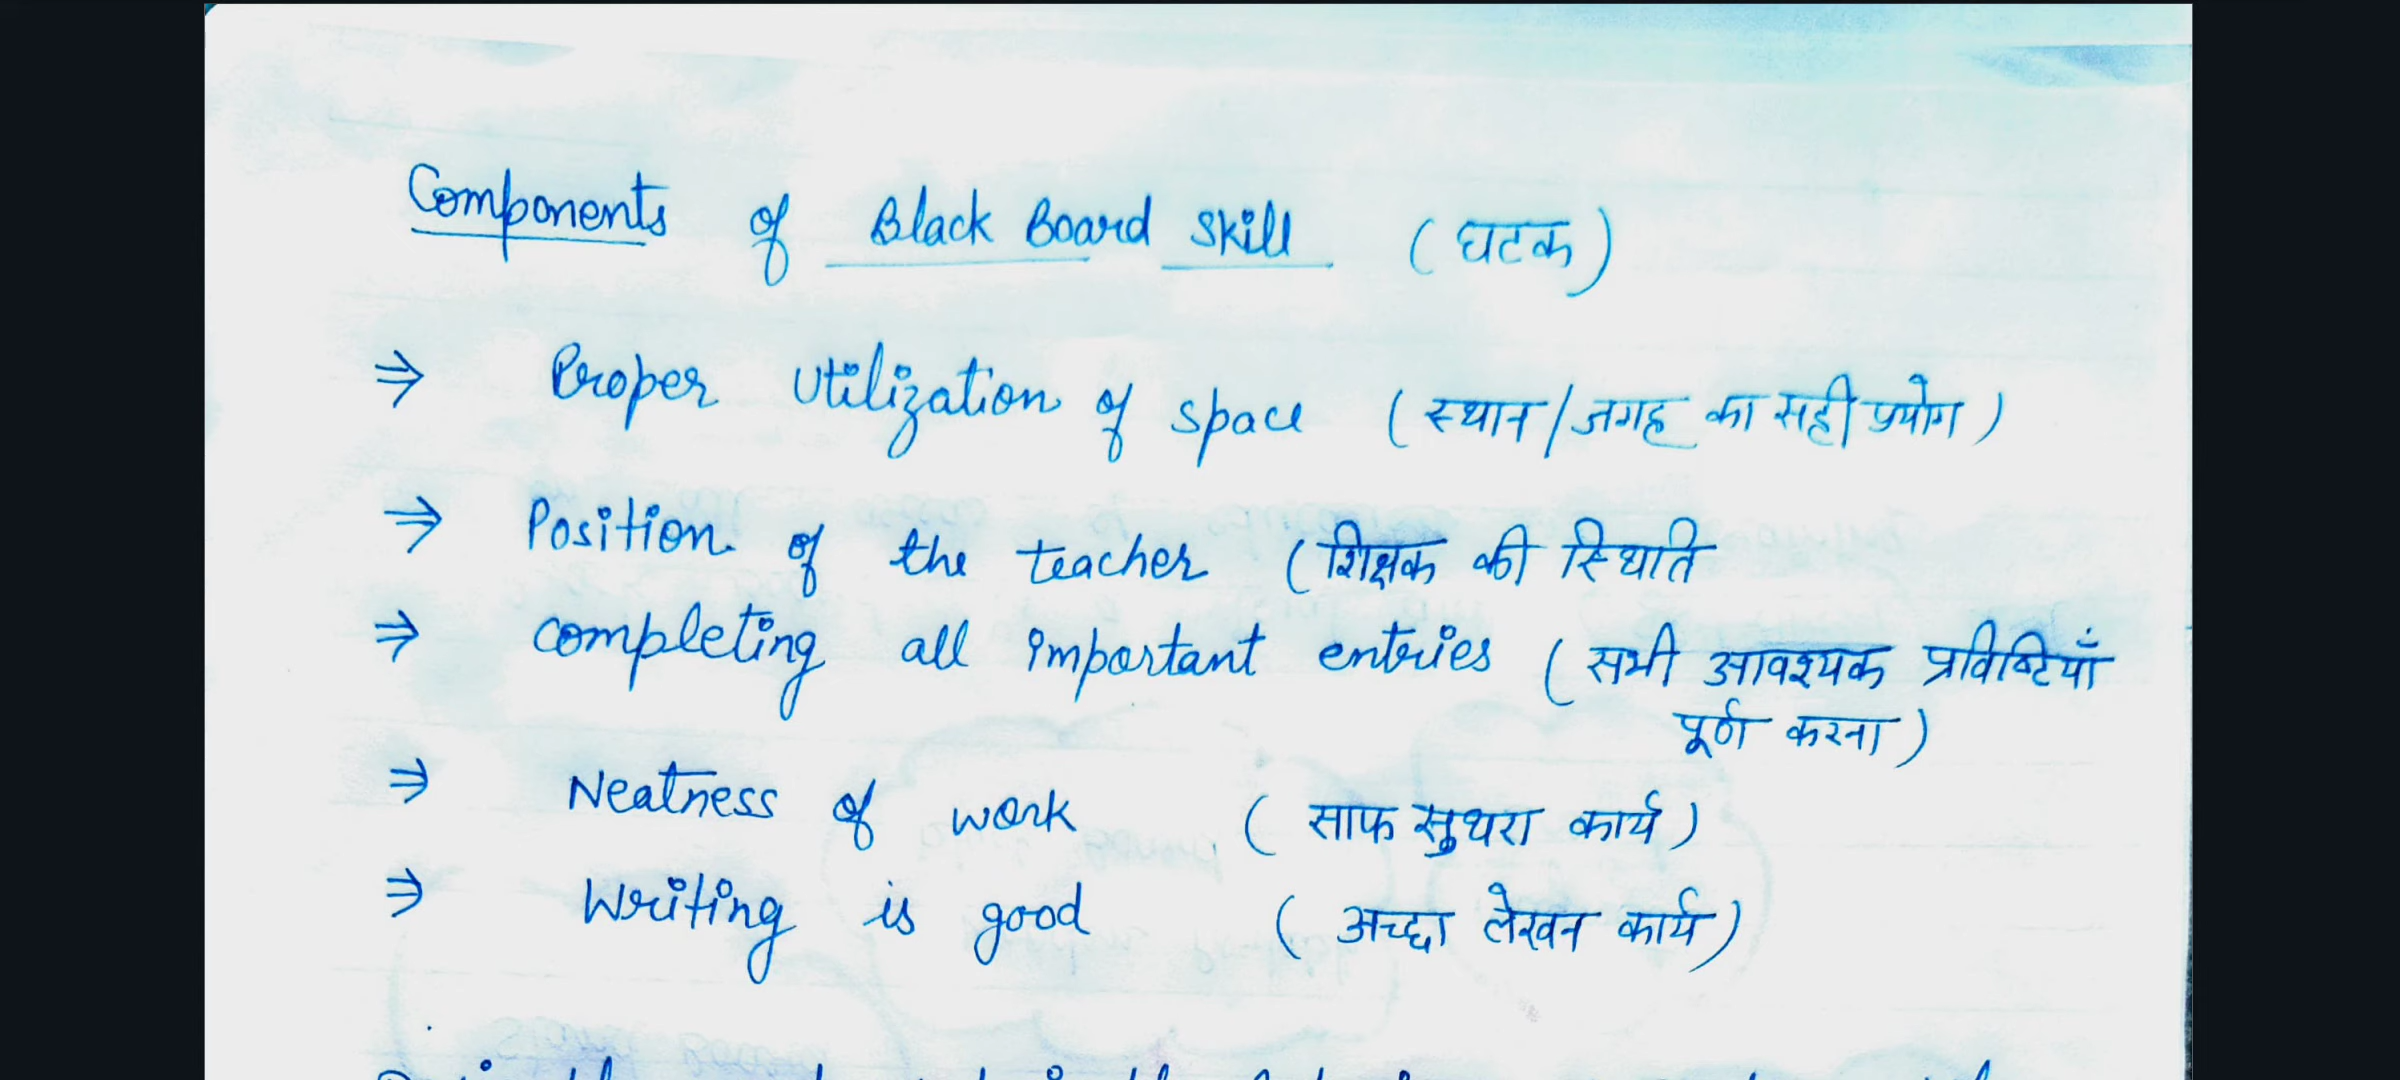 Components of Black Board Skill (घटक)
⇒ Proper Utilization of space (स्थान/जगह का सही प्रयोग)
⇒ Position of the teacher (शिक्षक की स्थिति
⇒ completing all important entries (सभी आवश्यक प्रविष्टियाँ
पूर्ण करना)
⇒ Neatness of work (साफ सुथरा कार्य)
⇒ Writing is good (अच्छा लेखन कार्य)